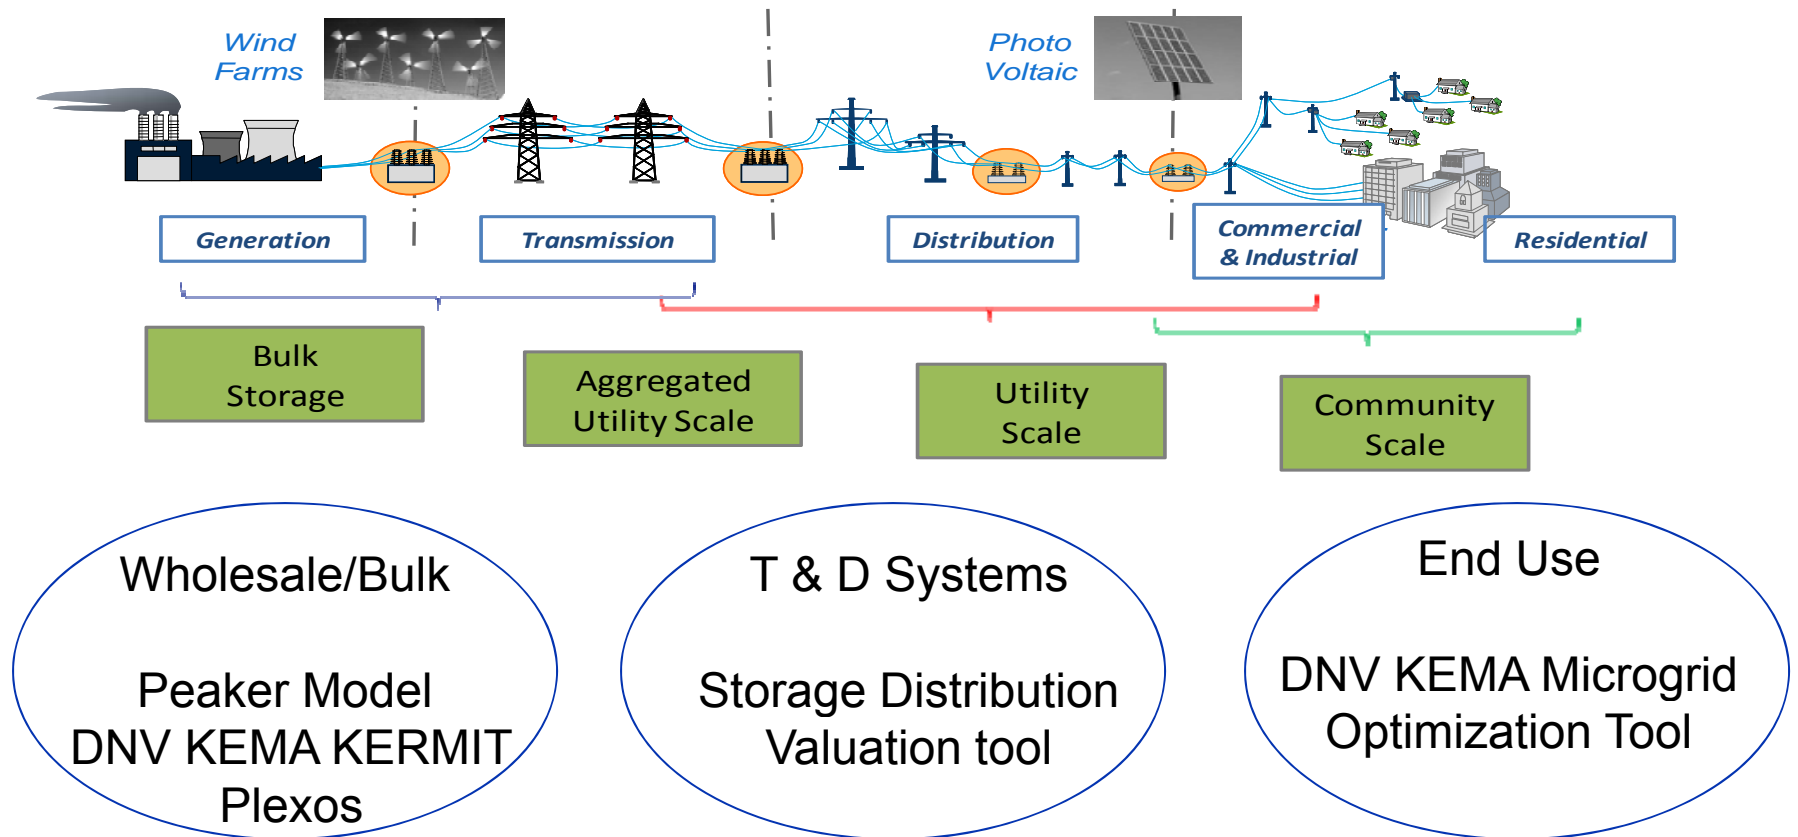 Wind
Farms
Photo
Voltaic
Generation
Transmission
Distribution
Commercial
& Industrial
Residential
Bulk
Storage
Aggregated
Utility Scale
Utility
Scale
Community
Scale
Wholesale/Bulk
Peaker Model
DNV KEMA KERMIT
Plexos
T & D Systems
Storage Distribution
Valuation tool
End Use
DNV KEMA Microgrid
Optimization Tool